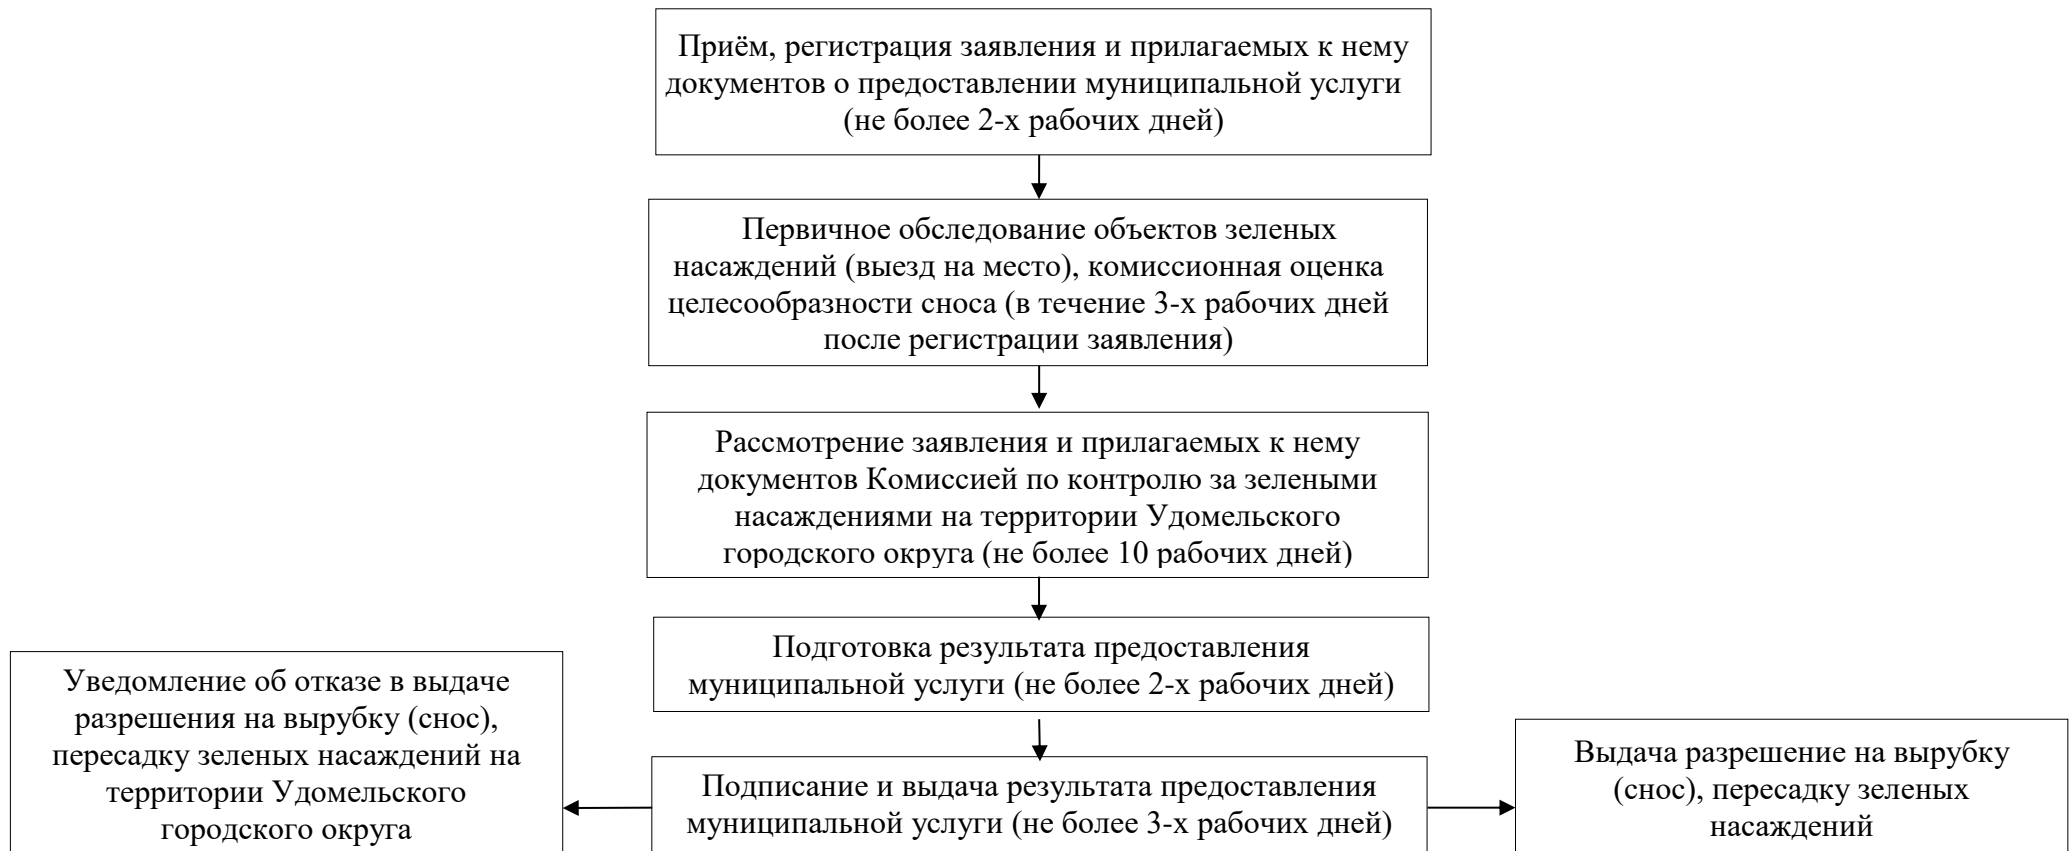 Приём, регистрация заявления и прилагаемых к нему
документов о предоставлении муниципальной услуги
(не более 2-х рабочих дней)
Первичное обследование объектов зеленых
насаждений (выезд на место), комиссионная оценка
целесообразности сноса (в течение 3-х рабочих дней
после регистрации заявления)
Рассмотрение заявления и прилагаемых к нему
документов Комиссией по контролю за зелеными
насаждениями на территории Удомельского
городского округа (не более 10 рабочих дней)
Подготовка результата предоставления
муниципальной услуги (не более 2-х рабочих дней)
Уведомление об отказе в выдаче
разрешения на вырубку (снос),
пересадку зеленых насаждений на
территории Удомельского
городского округа
Подписание и выдача результата предоставления
муниципальной услуги (не более 3-х рабочих дней)
Выдача разрешение на вырубку
(снос), пересадку зеленых
насаждений